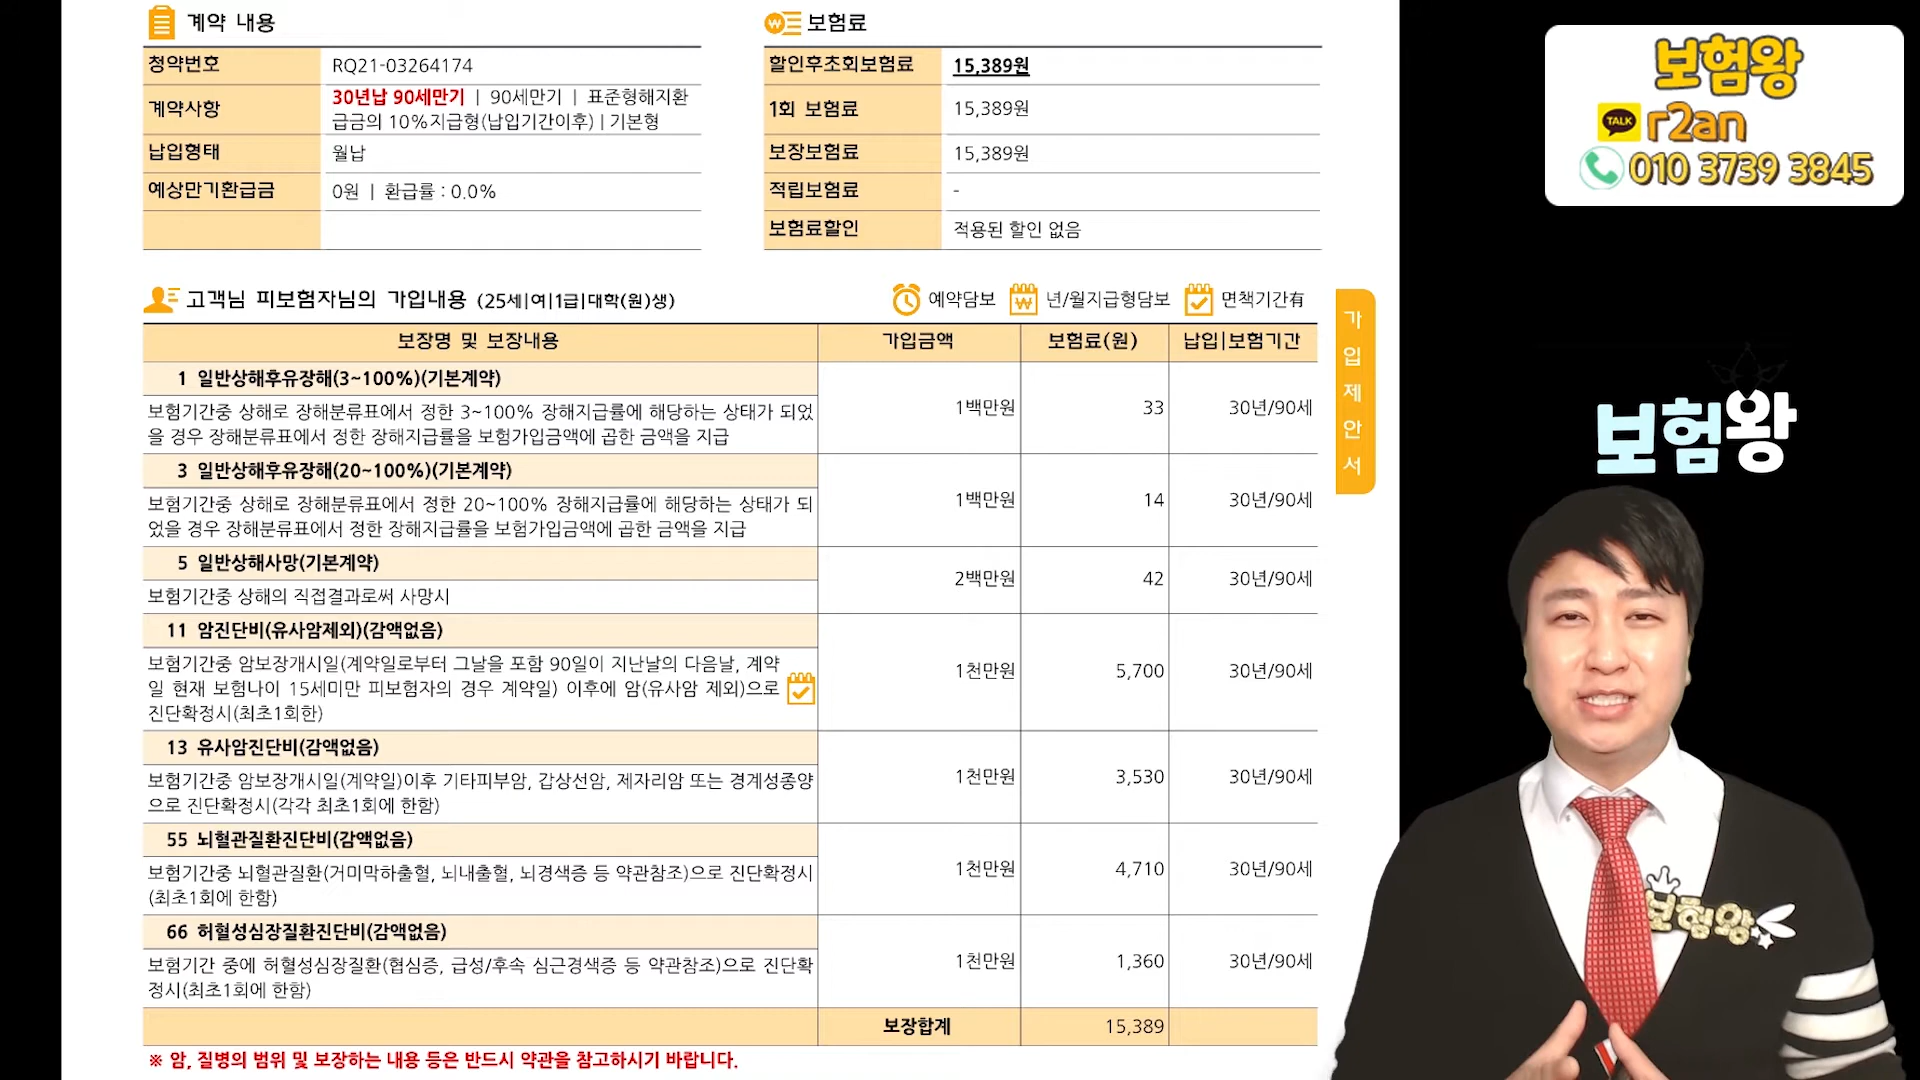 계약 내용
청약번호 RQ21-03264174
계약사항 30년납 90세만기 | 90세만기 | 표준형해지환
급금의 10%지급형(납입기간이후) | 기본형
납입형태 월납
예상만기환급금 0원 | 환급률 : 0.0%
보험료
할인후초회보험료 15,389원
1회 보험료 15,389원
보장보험료 15,389원
적립보험료 -
보험료할인 적용된 할인 없음
보험왕
TALK r2an
010 3739 3845
고객님 피보험자님의 가입내용 (25세|여|1급|대학(원)생)
예약담보 ₩ 년/월지급형담보 면책기간有
보장명 및 보장내용 가입금액 보험료(원) 납입|보험기간
1 일반상해후유장해(3~100%)(기본계약)
보험기간중 상해로 장해분류표에서 정한 3~100% 장해지급률에 해당하는 상태가 되었
을 경우 장해분류표에서 정한 장해지급률을 보험가입금액에 곱한 금액을 지급
1백만원 33 30년/90세
3 일반상해후유장해(20~100%)(기본계약)
보험기간중 상해로 장해분류표에서 정한 20~100% 장해지급률에 해당하는 상태가 되
었을 경우 장해분류표에서 정한 장해지급률을 보험가입금액에 곱한 금액을 지급
1백만원 14 30년/90세
5 일반상해사망(기본계약)
보험기간중 상해의 직접결과로써 사망시
2백만원 42 30년/90세
11 암진단비(유사암제외)(감액없음)
보험기간중 암보장개시일(계약일로부터 그날을 포함 90일이 지난날의 다음날, 계약
일 현재 보험나이 15세미만 피보험자의 경우 계약일) 이후에 암(유사암 제외)으로
진단확정시(최초1회한)
1천만원 5,700 30년/90세
13 유사암진단비(감액없음)
보험기간중 암보장개시일(계약일)이후 기타피부암, 갑상선암, 제자리암 또는 경계성종양
으로 진단확정시(각각 최초1회에 한함)
1천만원 3,530 30년/90세
55 뇌혈관질환진단비(감액없음)
보험기간중 뇌혈관질환(거미막하출혈, 뇌내출혈, 뇌경색증 등 약관참조)으로 진단확정시
(최초1회에 한함)
1천만원 4,710 30년/90세
66 허혈성심장질환진단비(감액없음)
보험기간 중에 허혈성심장질환(협심증, 급성/후속 심근경색증 등 약관참조)으로 진단확
정시(최초1회에 한함)
1천만원 1,360 30년/90세
보장합계 15,389
※ 암, 질병의 범위 및 보장하는 내용 등은 반드시 약관을 참고하시기 바랍니다.
가입제안서
보험왕
보험왕